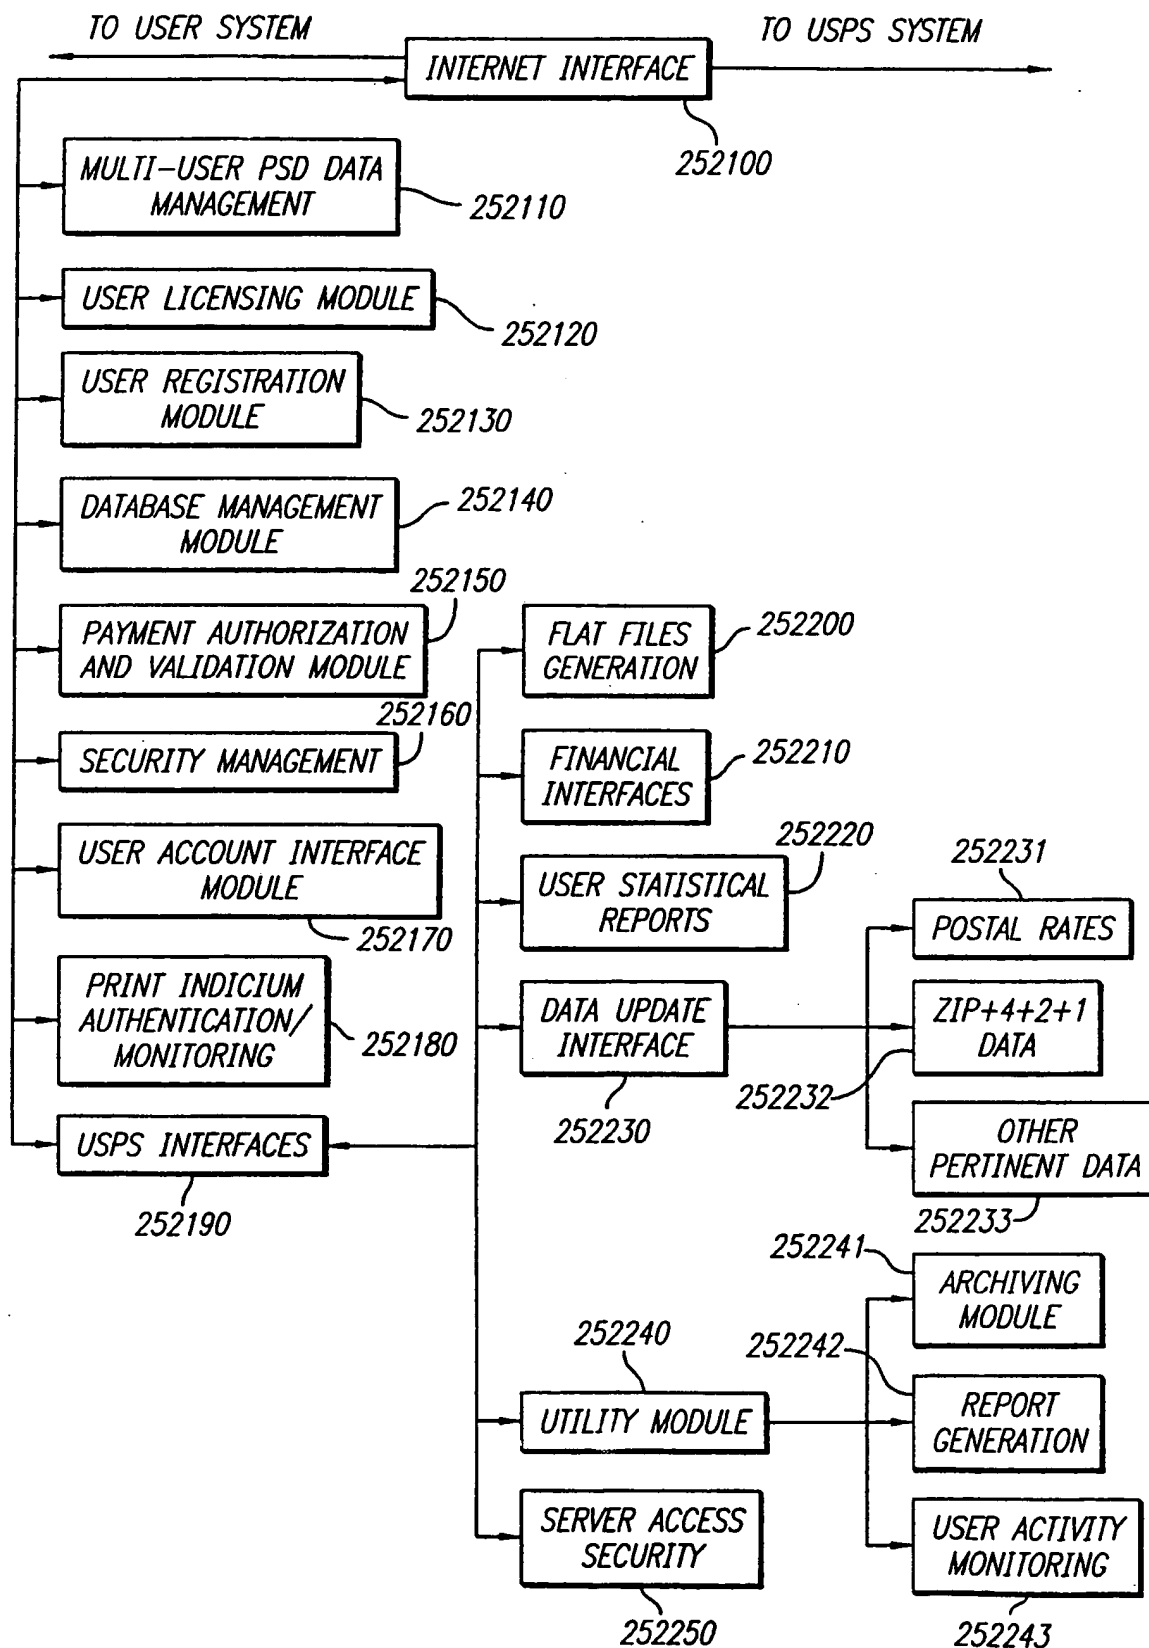 TO USER SYSTEM
TO USPS SYSTEM
INTERNET INTERFACE
252100
MULTI-USER PSD DATA
MANAGEMENT
252110
USER LICENSING MODULE
252120
USER REGISTRATION
MODULE
252130
DATABASE MANAGEMENT
MODULE
252140
PAYMENT AUTHORIZATION
AND VALIDATION MODULE
252150
SECURITY MANAGEMENT
252160
USER ACCOUNT INTERFACE
MODULE
252170
PRINT INDICIUM
AUTHENTICATION/
MONITORING
252180
USPS INTERFACES
252190
FLAT FILES
GENERATION
252200
FINANCIAL
INTERFACES
252210
USER STATISTICAL
REPORTS
252220
DATA UPDATE
INTERFACE
252230
POSTAL RATES
252231
ZIP+4+2+1
DATA
252232
OTHER
PERTINENT DATA
252233
UTILITY MODULE
252240
ARCHIVING
MODULE
252241
REPORT
GENERATION
252242
USER ACTIVITY
MONITORING
252243
SERVER ACCESS
SECURITY
252250